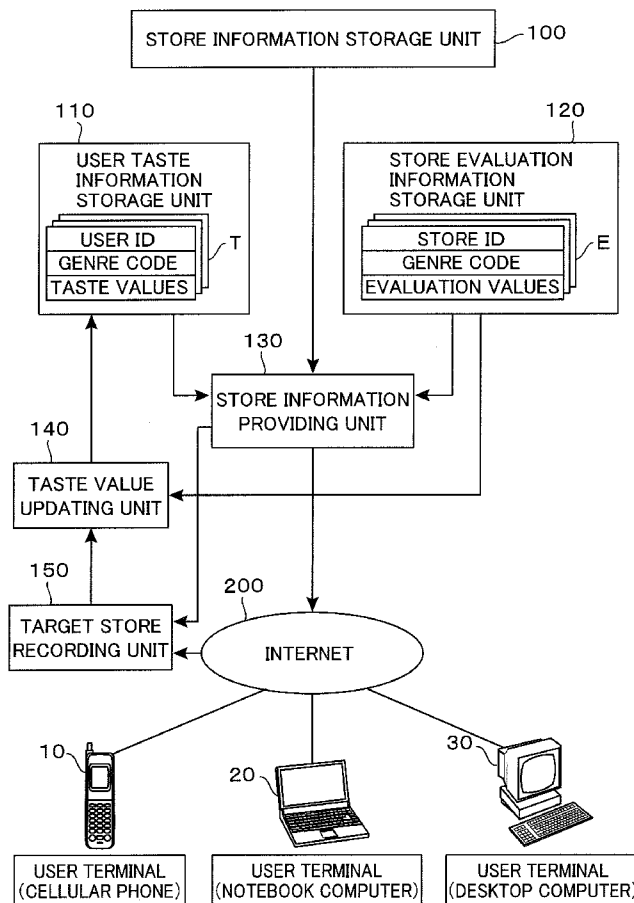 STORE INFORMATION STORAGE UNIT
100
110
USER TASTE
INFORMATION
STORAGE UNIT
USER ID
GENRE CODE
TASTE VALUES
T
120
STORE EVALUATION
INFORMATION
STORAGE UNIT
STORE ID
GENRE CODE
EVALUATION VALUES
E
130
STORE INFORMATION
PROVIDING UNIT
140
TASTE VALUE
UPDATING UNIT
150
TARGET STORE
RECORDING UNIT
200
INTERNET
10
20
30
USER TERMINAL
(CELLULAR PHONE)
USER TERMINAL
(NOTEBOOK COMPUTER)
USER TERMINAL
(DESKTOP COMPUTER)